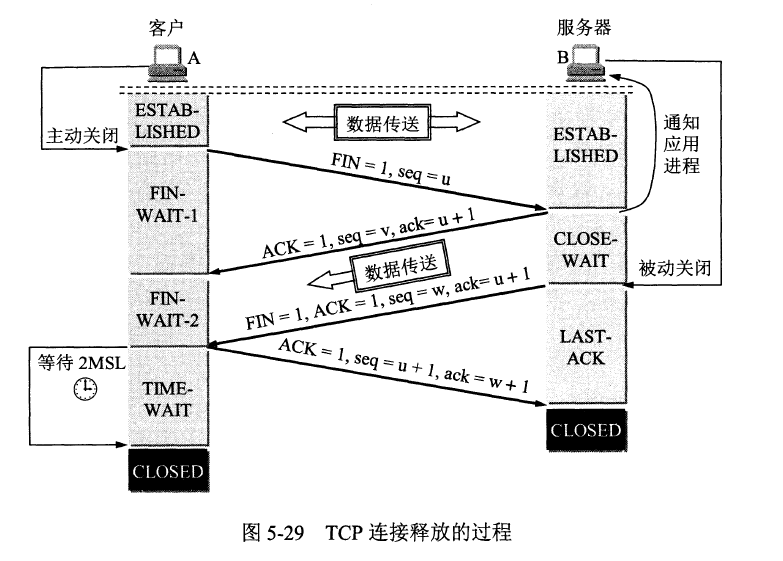 客户
服务器
A
B
ESTAB-
LISHED
数据传送
ESTAB-
LISHED
通知
应用
进程
主动关闭
FIN = 1, seq = u
FIN-
WAIT-1
ACK = 1, seq = v, ack= u + 1
CLOSE-
WAIT
数据传送
被动关闭
FIN = 1, ACK = 1, seq = w, ack= u + 1
FIN-
WAIT-2
ACK = 1, seq = u + 1, ack = w + 1
LAST-
ACK
等待 2MSL
TIME-
WAIT
CLOSED
CLOSED
图 5-29 TCP 连接释放的过程